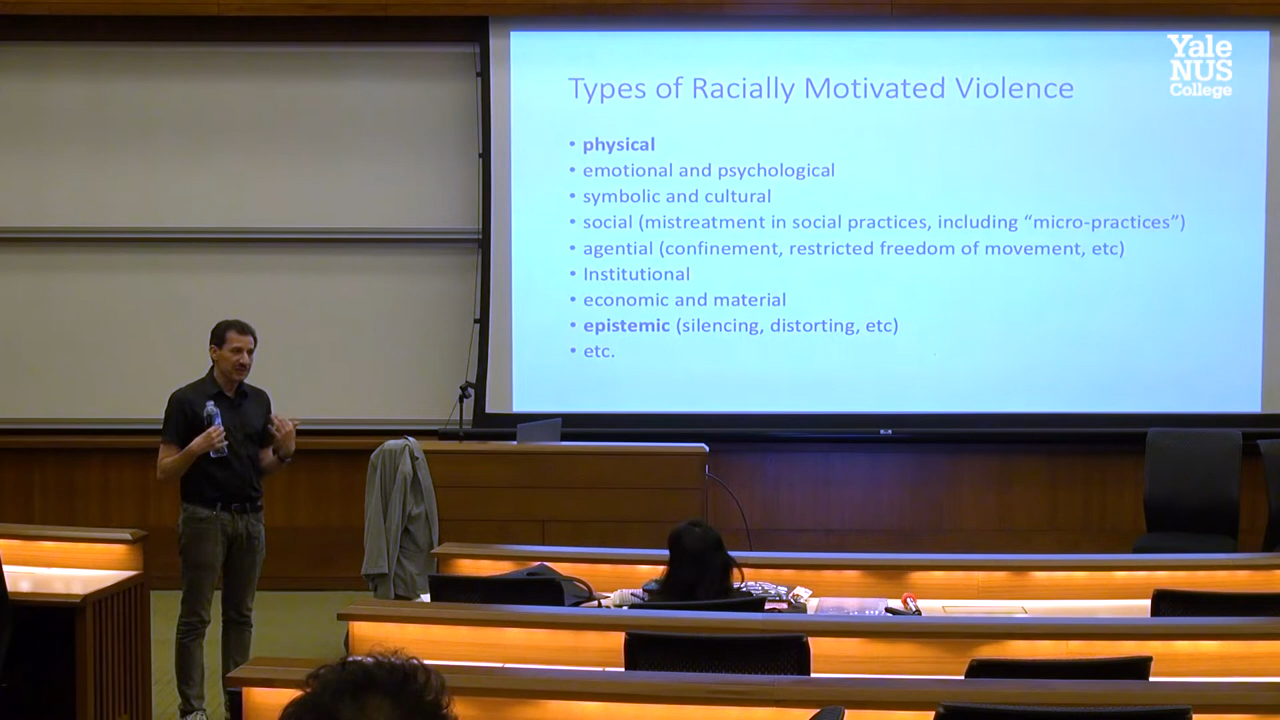 Yale
NUS
College
Types of Racially Motivated Violence
• physical
• emotional and psychological
• symbolic and cultural
• social (mistreatment in social practices, including “micro-practices”)
• agential (confinement, restricted freedom of movement, etc)
• Institutional
• economic and material
• epistemic (silencing, distorting, etc)
• etc.